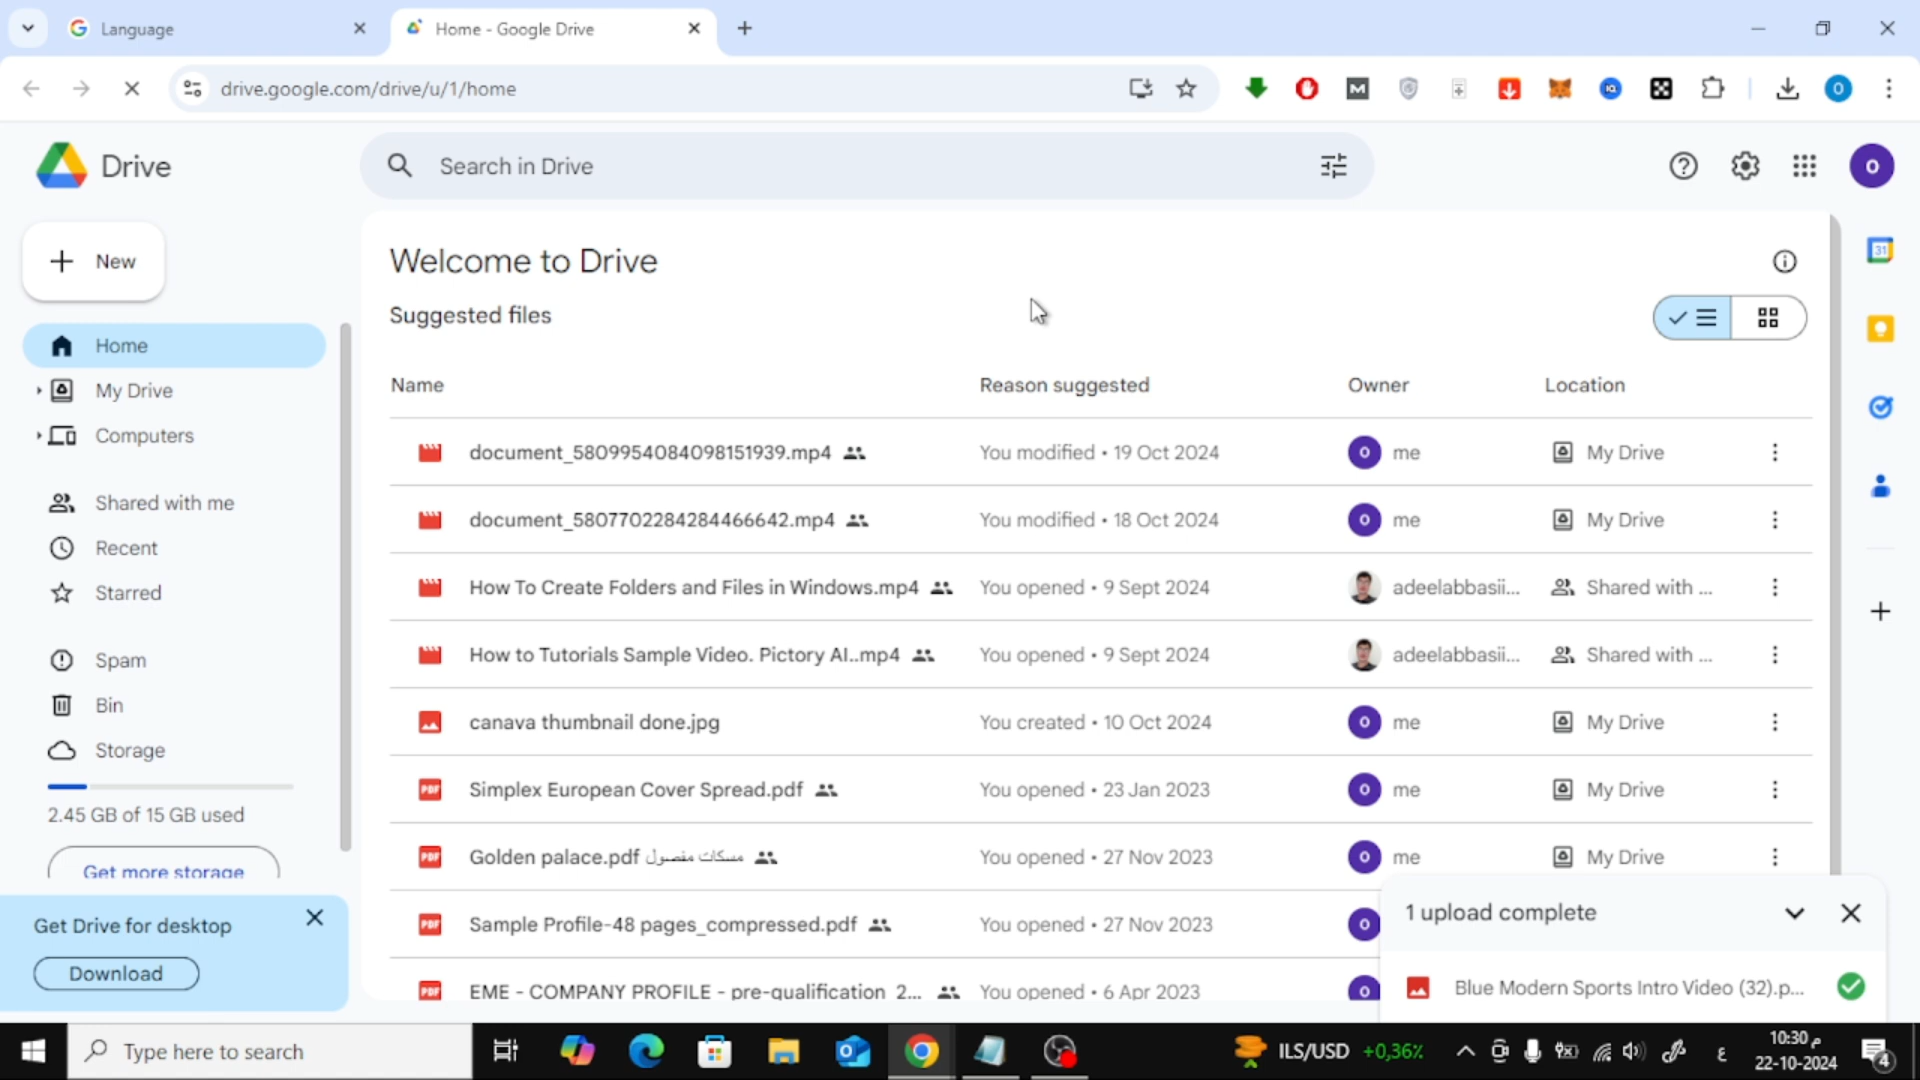 Language
Home - Google Drive
drive.google.com/drive/u/1/home
Drive
Search in Drive
New
Welcome to Drive
Suggested files
Home
My Drive
Computers
Shared with me
Recent
Starred
Spam
Bin
Storage
2.45 GB of 15 GB used
Get more storage
Get Drive for desktop
Download
Name Reason suggested Owner Location
document_5809954084098151939.mp4 You modified • 19 Oct 2024 me My Drive
document_5807702284284466642.mp4 You modified • 18 Oct 2024 me My Drive
How To Create Folders and Files in Windows.mp4 You opened • 9 Sept 2024 adeelabbasii... Shared with ...
How to Tutorials Sample Video. Pictory AI..mp4 You opened • 9 Sept 2024 adeelabbasii... Shared with ...
canava thumbnail done.jpg You created • 10 Oct 2024 me My Drive
Simplex European Cover Spread.pdf You opened • 23 Jan 2023 me My Drive
Golden palace.pdf مسكات مفصول You opened • 27 Nov 2023 me My Drive
Sample Profile-48 pages_compressed.pdf You opened • 27 Nov 2023
EME - COMPANY PROFILE - pre-qualification 2... You opened • 6 Apr 2023
1 upload complete
Blue Modern Sports Intro Video (32).p...
Type here to search
ILS/USD +0,36%
ع
10:30 م
22-10-2024
4